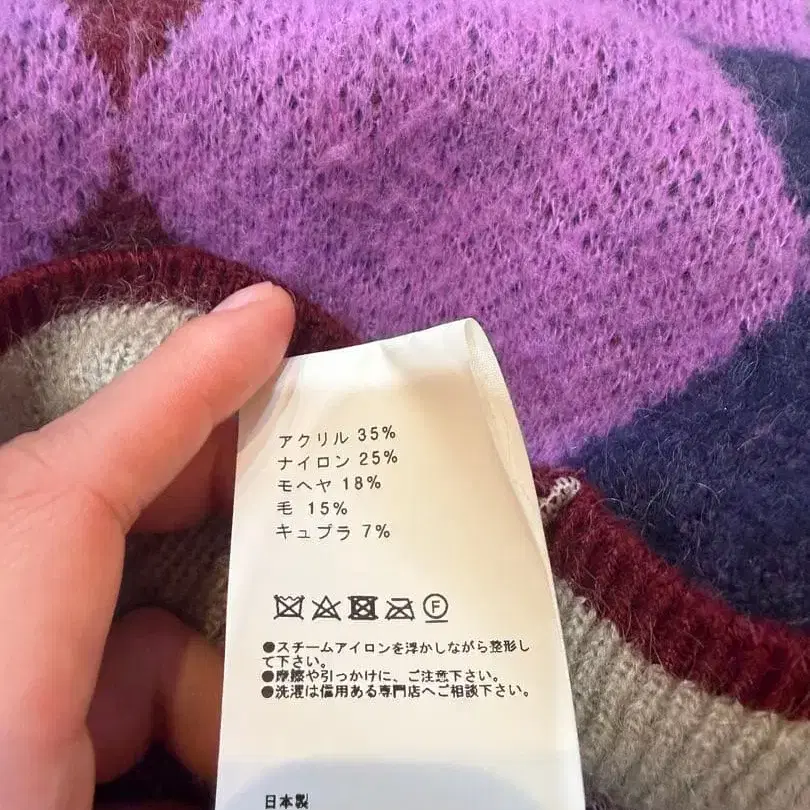 アクリル 35%
ナイロン 25%
モヘヤ 18%
毛 15%
キュプラ 7%
F
●スチームアイロンを浮かしながら整形し
て下さい。
●摩擦や引っかけに、ご注意下さい。
●洗濯は信用ある専門店へご相談下さい。
日本製